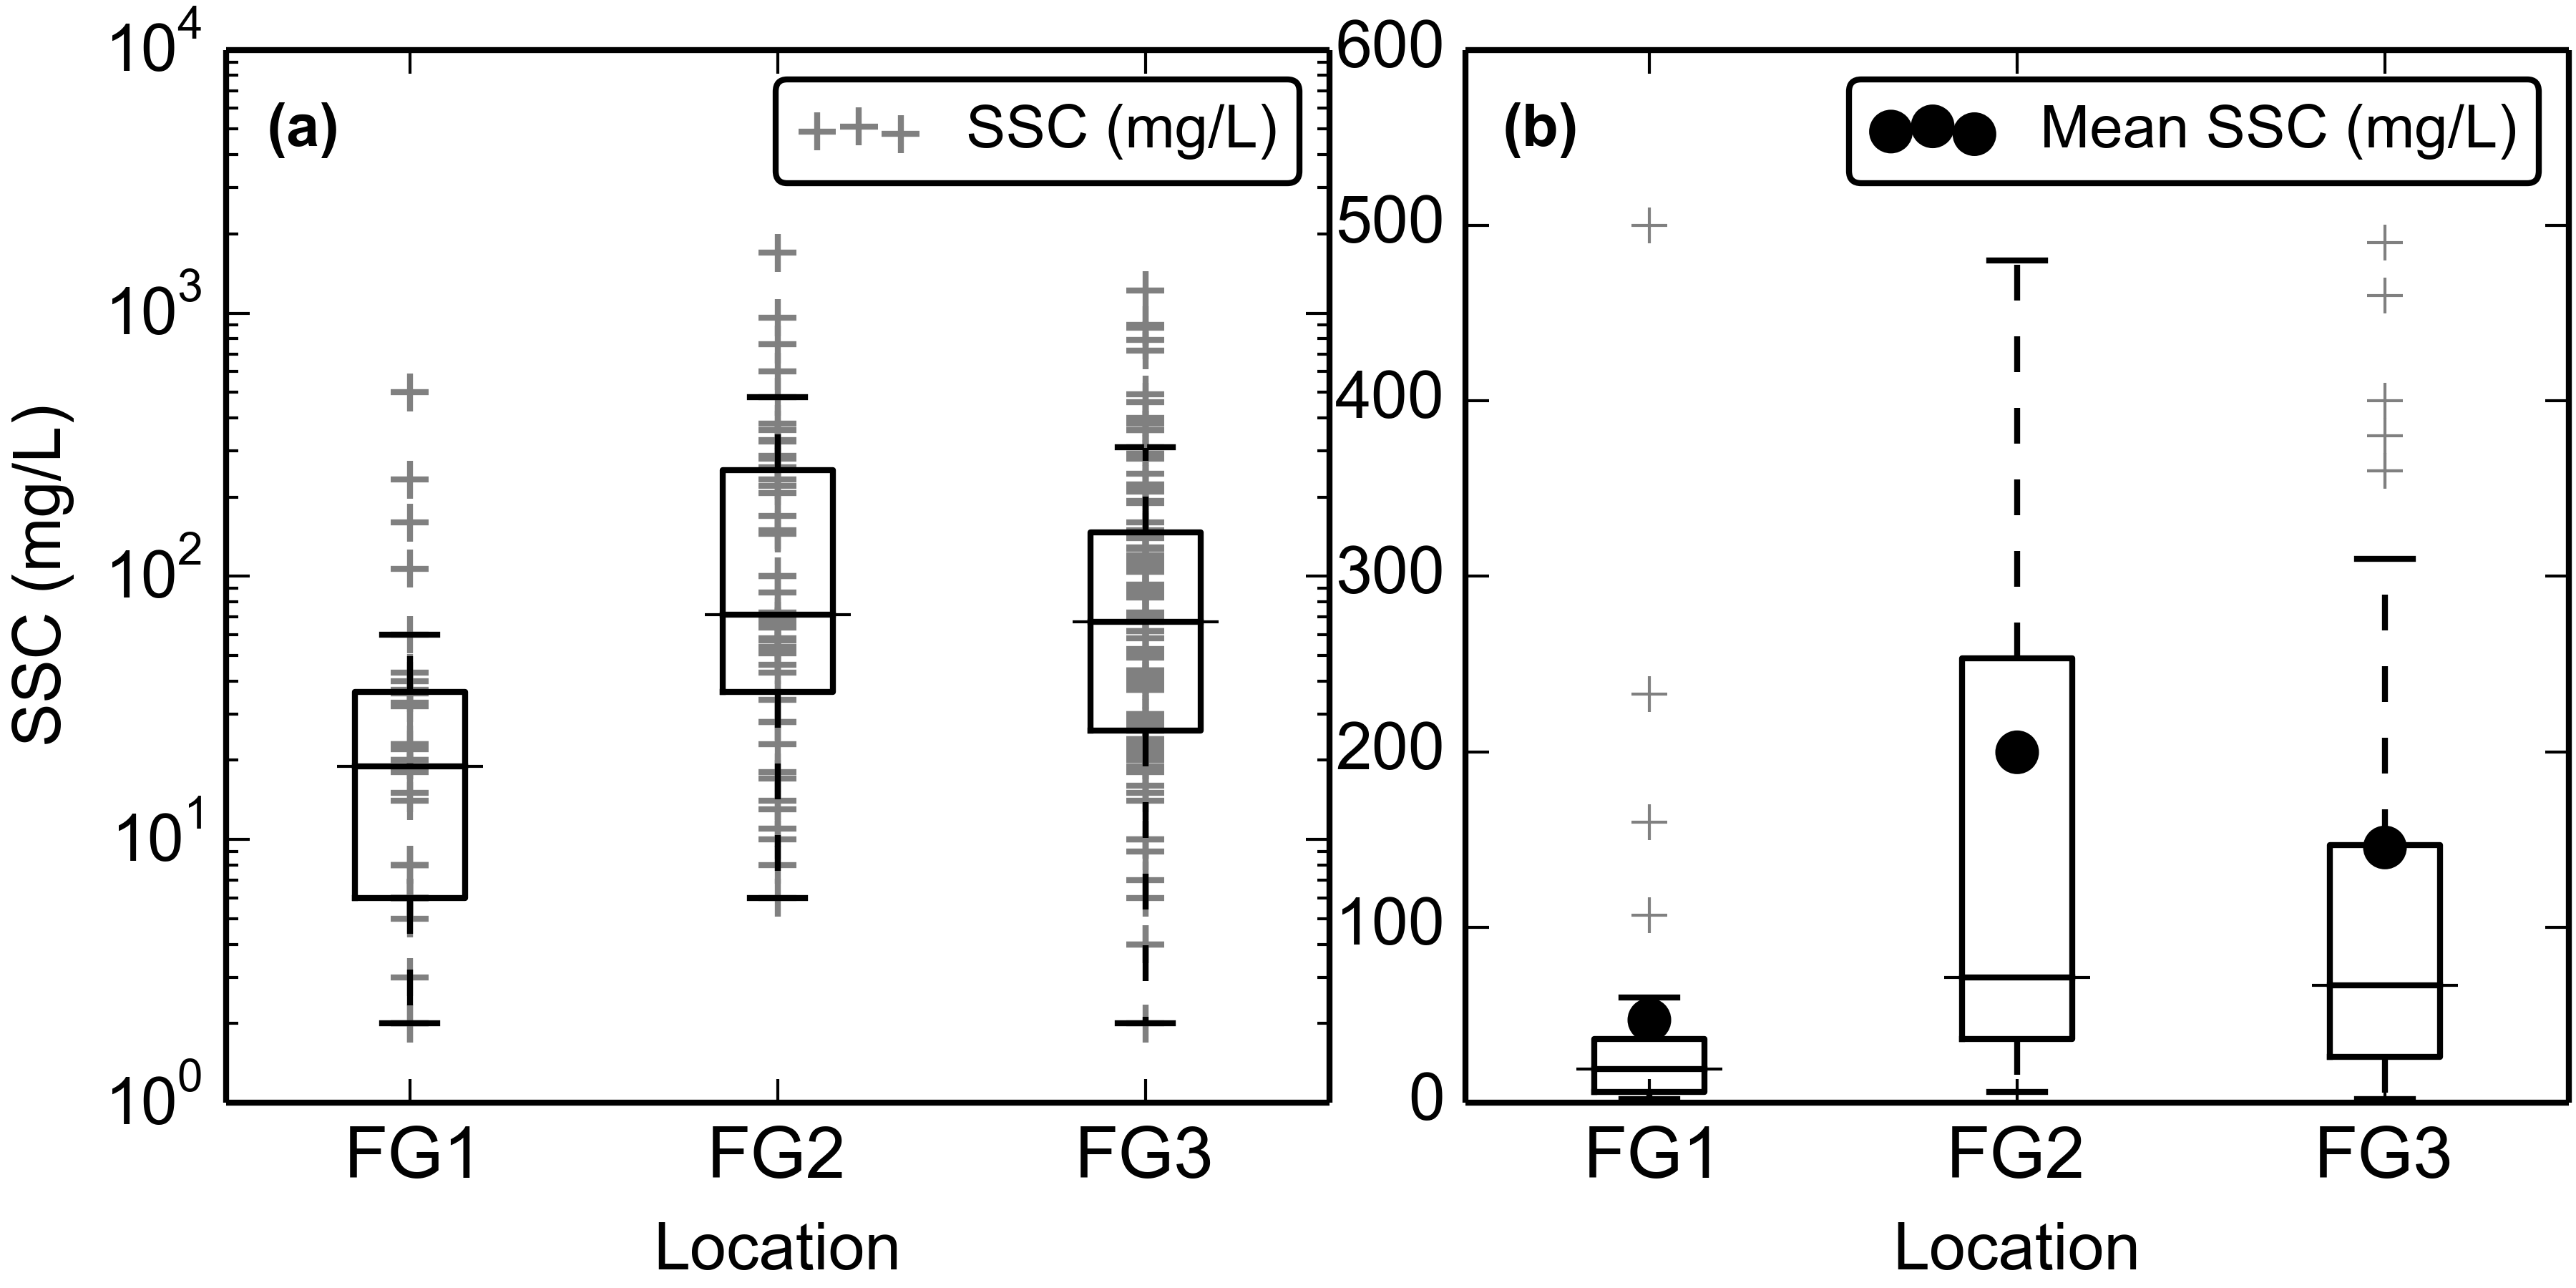 (a)
SSC (mg/L)
10^4
10^3
10^2
10^1
10^0
SSC (mg/L)
FG1 FG2 FG3
Location
(b)
Mean SSC (mg/L)
600
500
400
300
200
100
0
FG1 FG2 FG3
Location